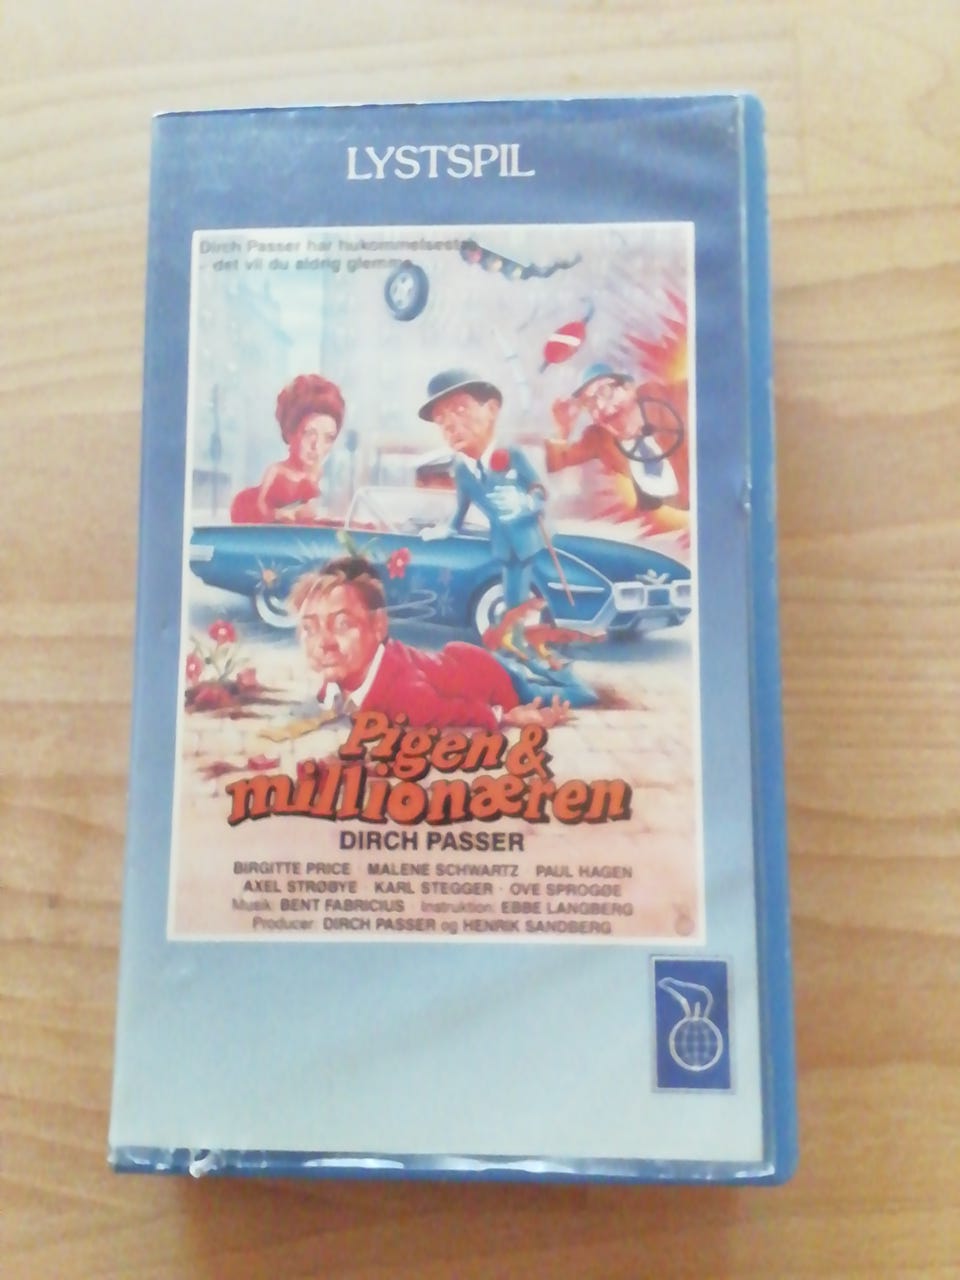 LYSTSPIL
Dirch Passer har hukommelsestab
- det vil du aldrig glemme
Pigen &
millionæren
DIRCH PASSER
BIRGITTE PRICE · MALENE SCHWARTZ · PAUL HAGEN
AXEL STRØBYE · KARL STEGGER · OVE SPROGØE
Musik: BENT FABRICIUS · Instruktion: EBBE LANGBERG
Producer: DIRCH PASSER og HENRIK SANDBERG